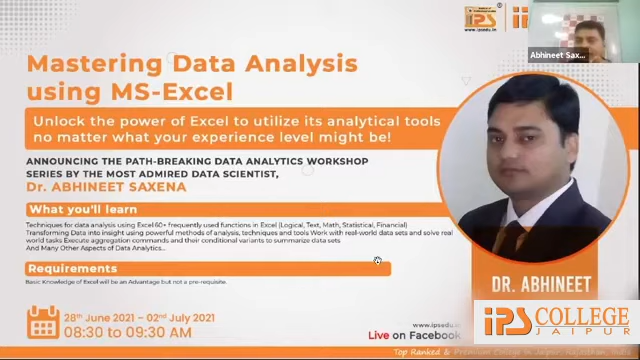 IPS
www.ipsedu.in
Abhineet Sax...
Mastering Data Analysis
using MS-Excel
Unlock the power of Excel to utilize its analytical tools
no matter what your experience level might be!
ANNOUNCING THE PATH-BREAKING DATA ANALYTICS WORKSHOP
SERIES BY THE MOST ADMIRED DATA SCIENTIST,
Dr. ABHINEET SAXENA
What you'll learn
Techniques for data analysis using Excel 60+ frequently used functions in Excel (Logical, Text, Math, Statistical, Financial)
Transforming Data into insight using powerful methods of analysis, techniques and tools Work with real-world data sets and solve real
world tasks Execute aggregation commands and their conditional variants to summarize data sets
And Many Other Aspects of Data Analytics...
Requirements
Basic Knowledge of Excel will be an Advantage but not a pre-requisite.
DR. ABHINEET
28th June 2021 – 02nd July 2021
08:30 to 09:30 AM
www.ipsed
Live on Facebook
IPS COLLEGE
JAIPUR
Top Ranked &